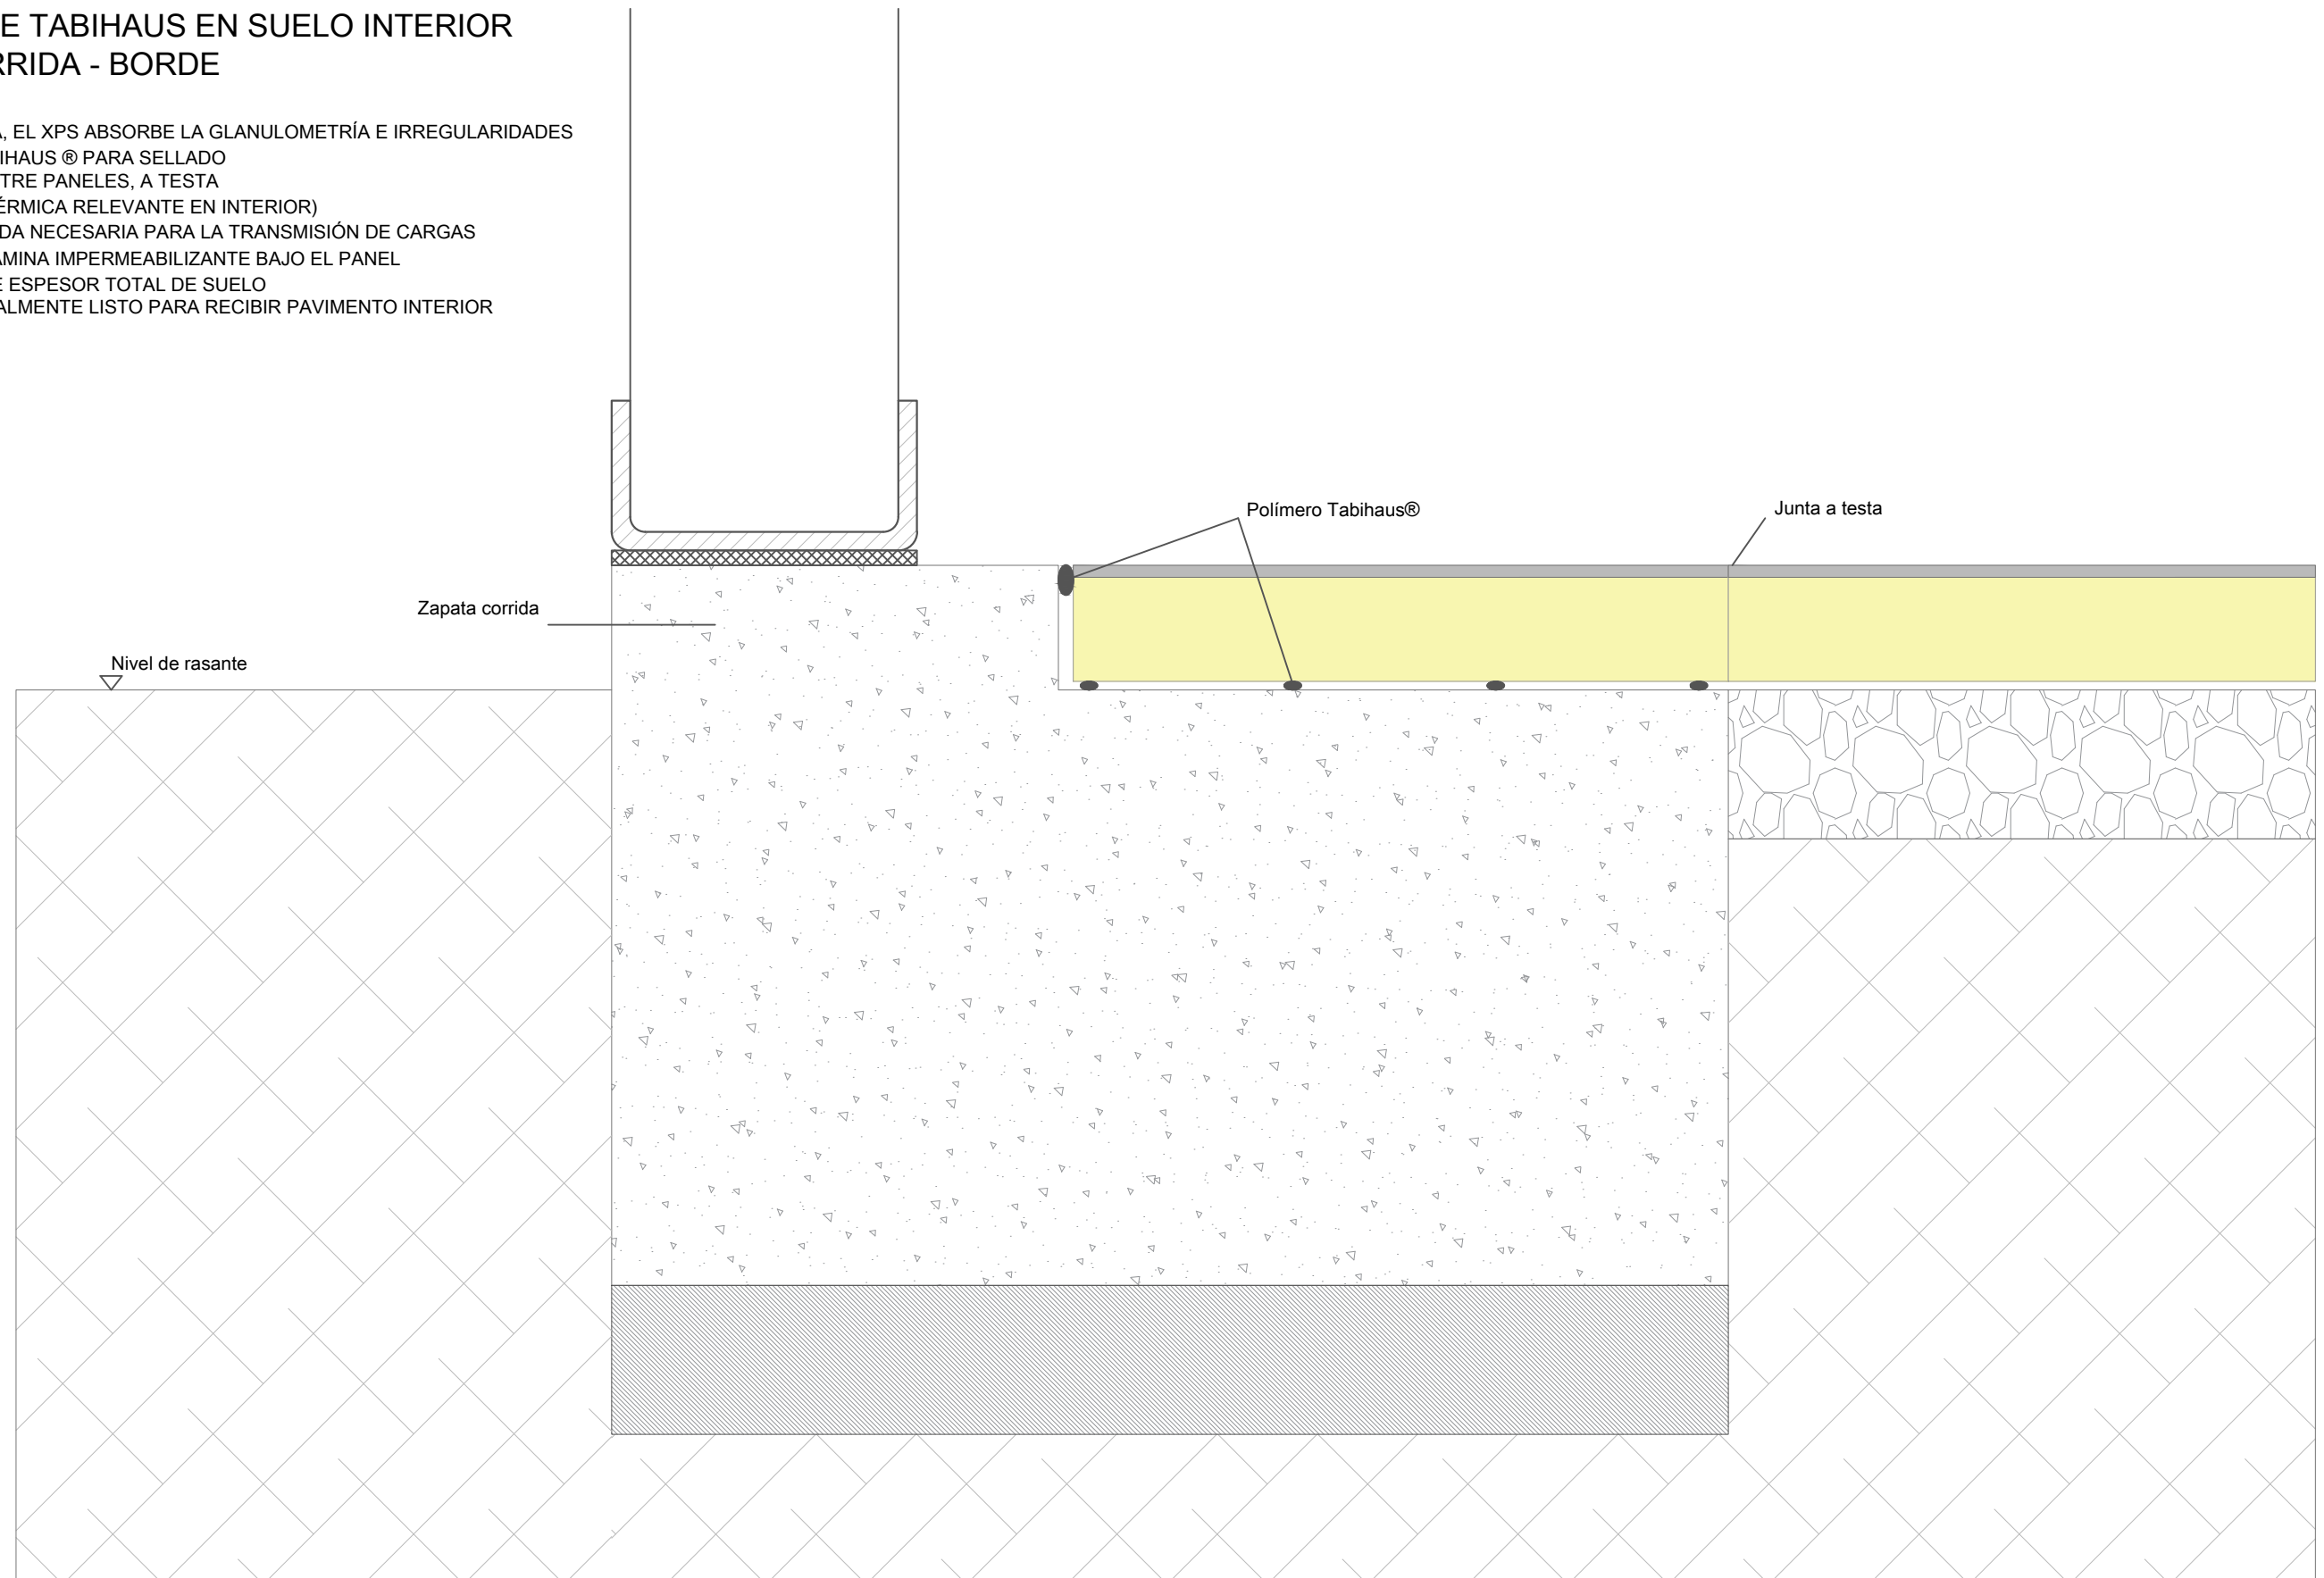 E TABIHAUS EN SUELO INTERIOR
RRIDA - BORDE
A, EL XPS ABSORBE LA GLANULOMETRÍA E IRREGULARIDADES
IHAUS ® PARA SELLADO
TRE PANELES, A TESTA
ÉRMICA RELEVANTE EN INTERIOR)
DA NECESARIA PARA LA TRANSMISIÓN DE CARGAS
ÁMINA IMPERMEABILIZANTE BAJO EL PANEL
E ESPESOR TOTAL DE SUELO
ALMENTE LISTO PARA RECIBIR PAVIMENTO INTERIOR
Polímero Tabihaus®
Junta a testa
Zapata corrida
Nivel de rasante